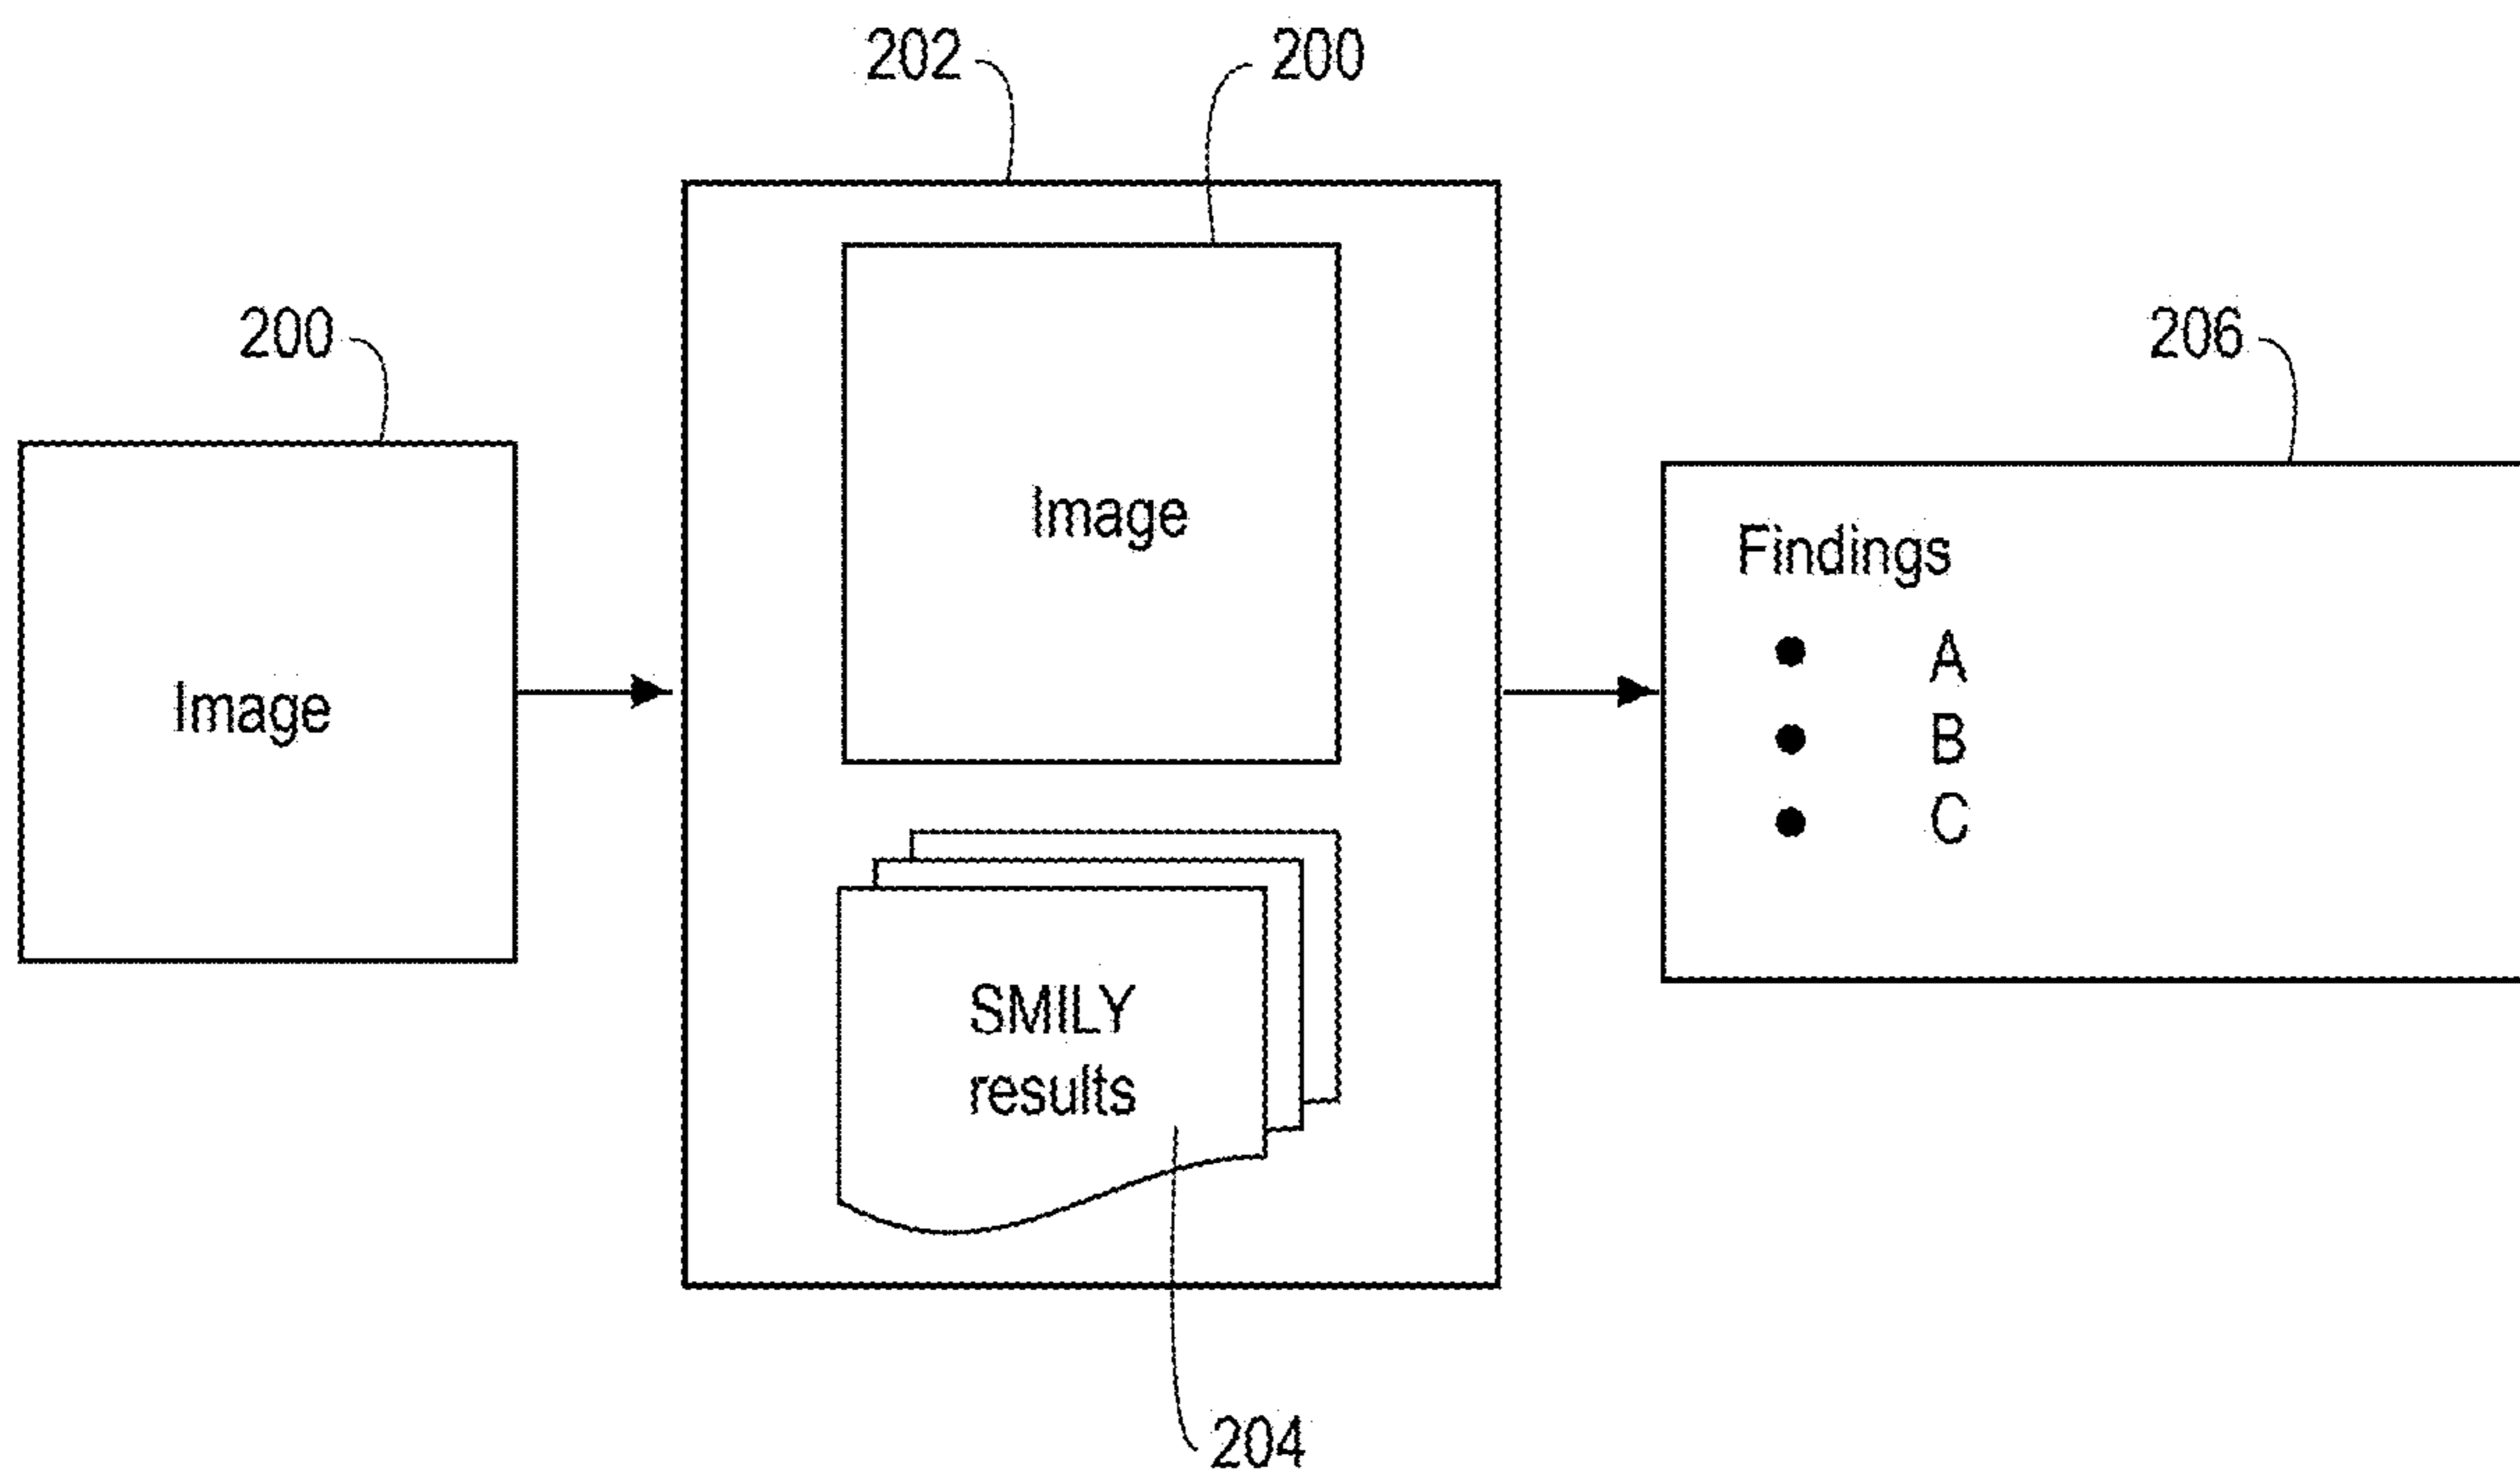 202
200
200
206
Image
Image
Findings
● A
● B
● C
SMILY
results
204